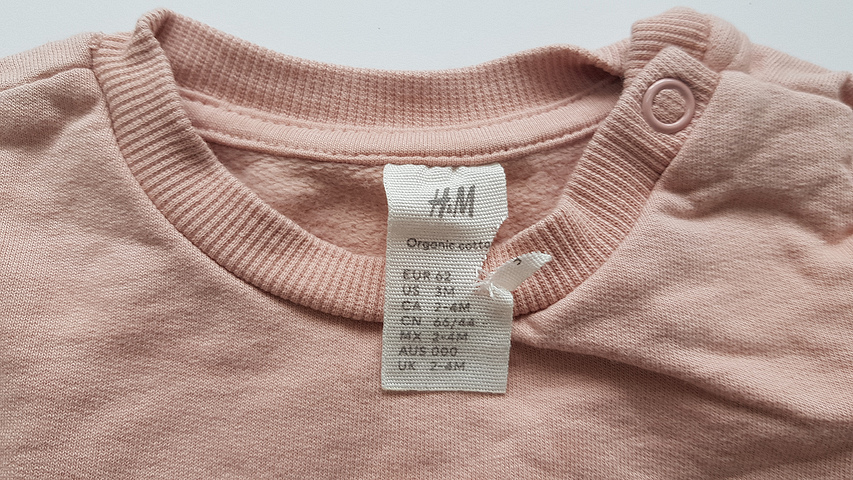 H&M
Organic cotto
EUR 62
US 3M
CA 2-4M
CN 66/44
MX 2-4M
AUS 000
UK 2-4M